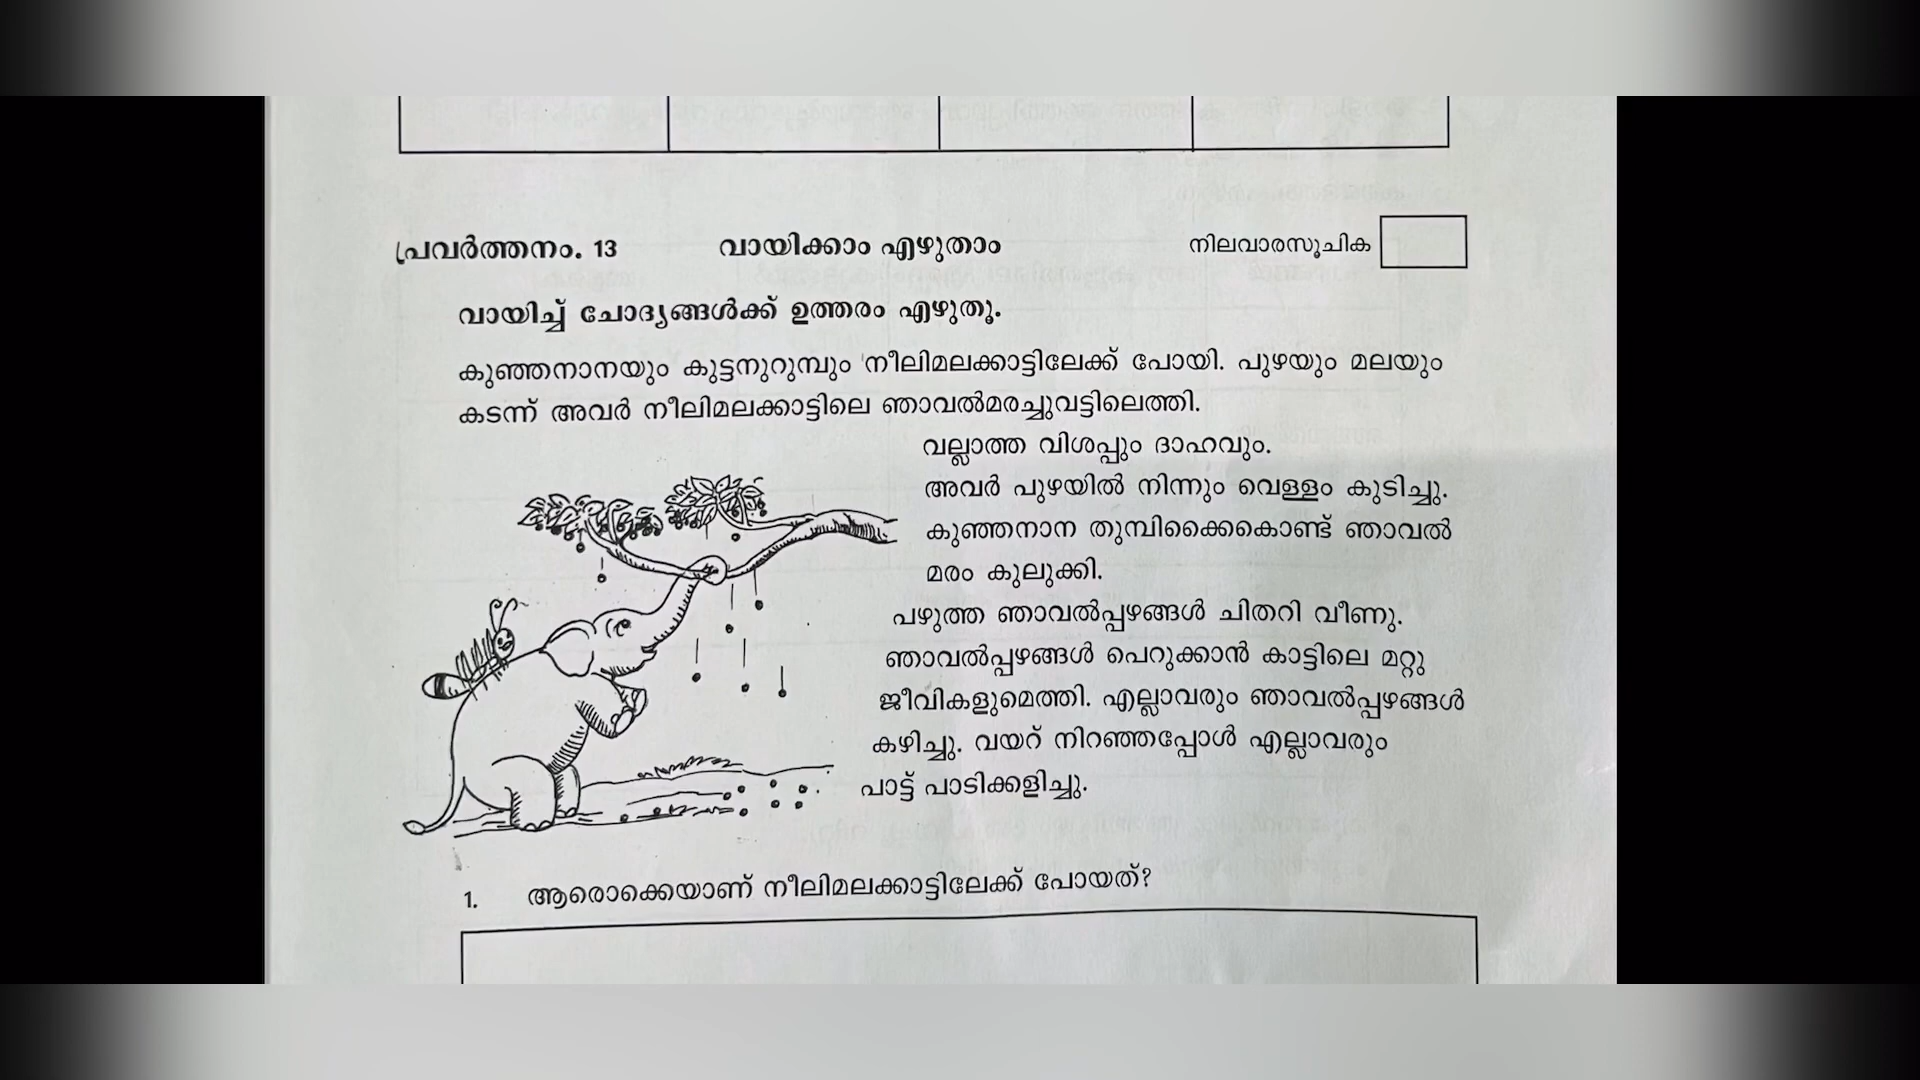 പ്രവർത്തനം. 13 വായിക്കാം എഴുതാം നിലവാരസൂചിക
വായിച്ച് ചോദ്യങ്ങൾക്ക് ഉത്തരം എഴുതൂ.
കുഞ്ഞനാനയും കുട്ടനുറുമ്പും നീലിമലക്കാട്ടിലേക്ക് പോയി. പുഴയും മലയും
കടന്ന് അവർ നീലിമലക്കാട്ടിലെ ഞാവൽമരച്ചുവട്ടിലെത്തി.
വല്ലാത്ത വിശപ്പും ദാഹവും.
അവർ പുഴയിൽ നിന്നും വെള്ളം കുടിച്ചു.
കുഞ്ഞനാന തുമ്പിക്കൈകൊണ്ട് ഞാവൽ
മരം കുലുക്കി.
പഴുത്ത ഞാവൽപ്പഴങ്ങൾ ചിതറി വീണു.
ഞാവൽപ്പഴങ്ങൾ പെറുക്കാൻ കാട്ടിലെ മറ്റു
ജീവികളുമെത്തി. എല്ലാവരും ഞാവൽപ്പഴങ്ങൾ
കഴിച്ചു. വയറ് നിറഞ്ഞപ്പോൾ എല്ലാവരും
പാട്ട് പാടിക്കളിച്ചു.
1. ആരൊക്കെയാണ് നീലിമലക്കാട്ടിലേക്ക് പോയത്?